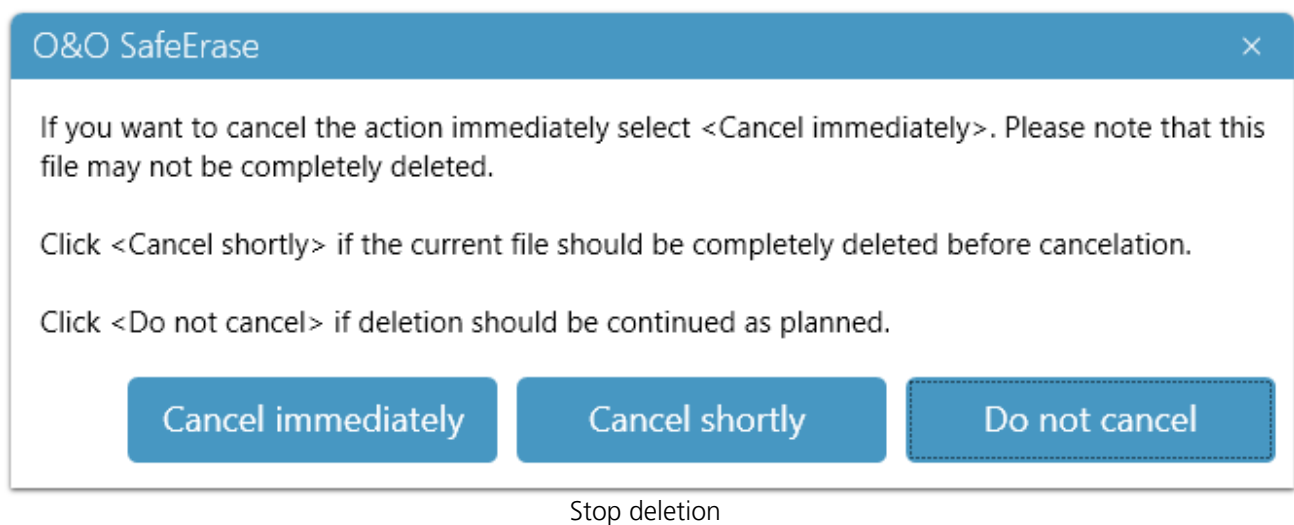 O&O SafeErase
If you want to cancel the action immediately select <Cancel immediately>. Please note that this
file may not be completely deleted.
Click <Cancel shortly> if the current file should be completely deleted before cancelation.
Click <Do not cancel> if deletion should be continued as planned.
Cancel immediately Cancel shortly Do not cancel
Stop deletion